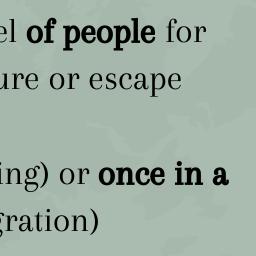 el of people for
ure or escape
ing) or once in a
gration)